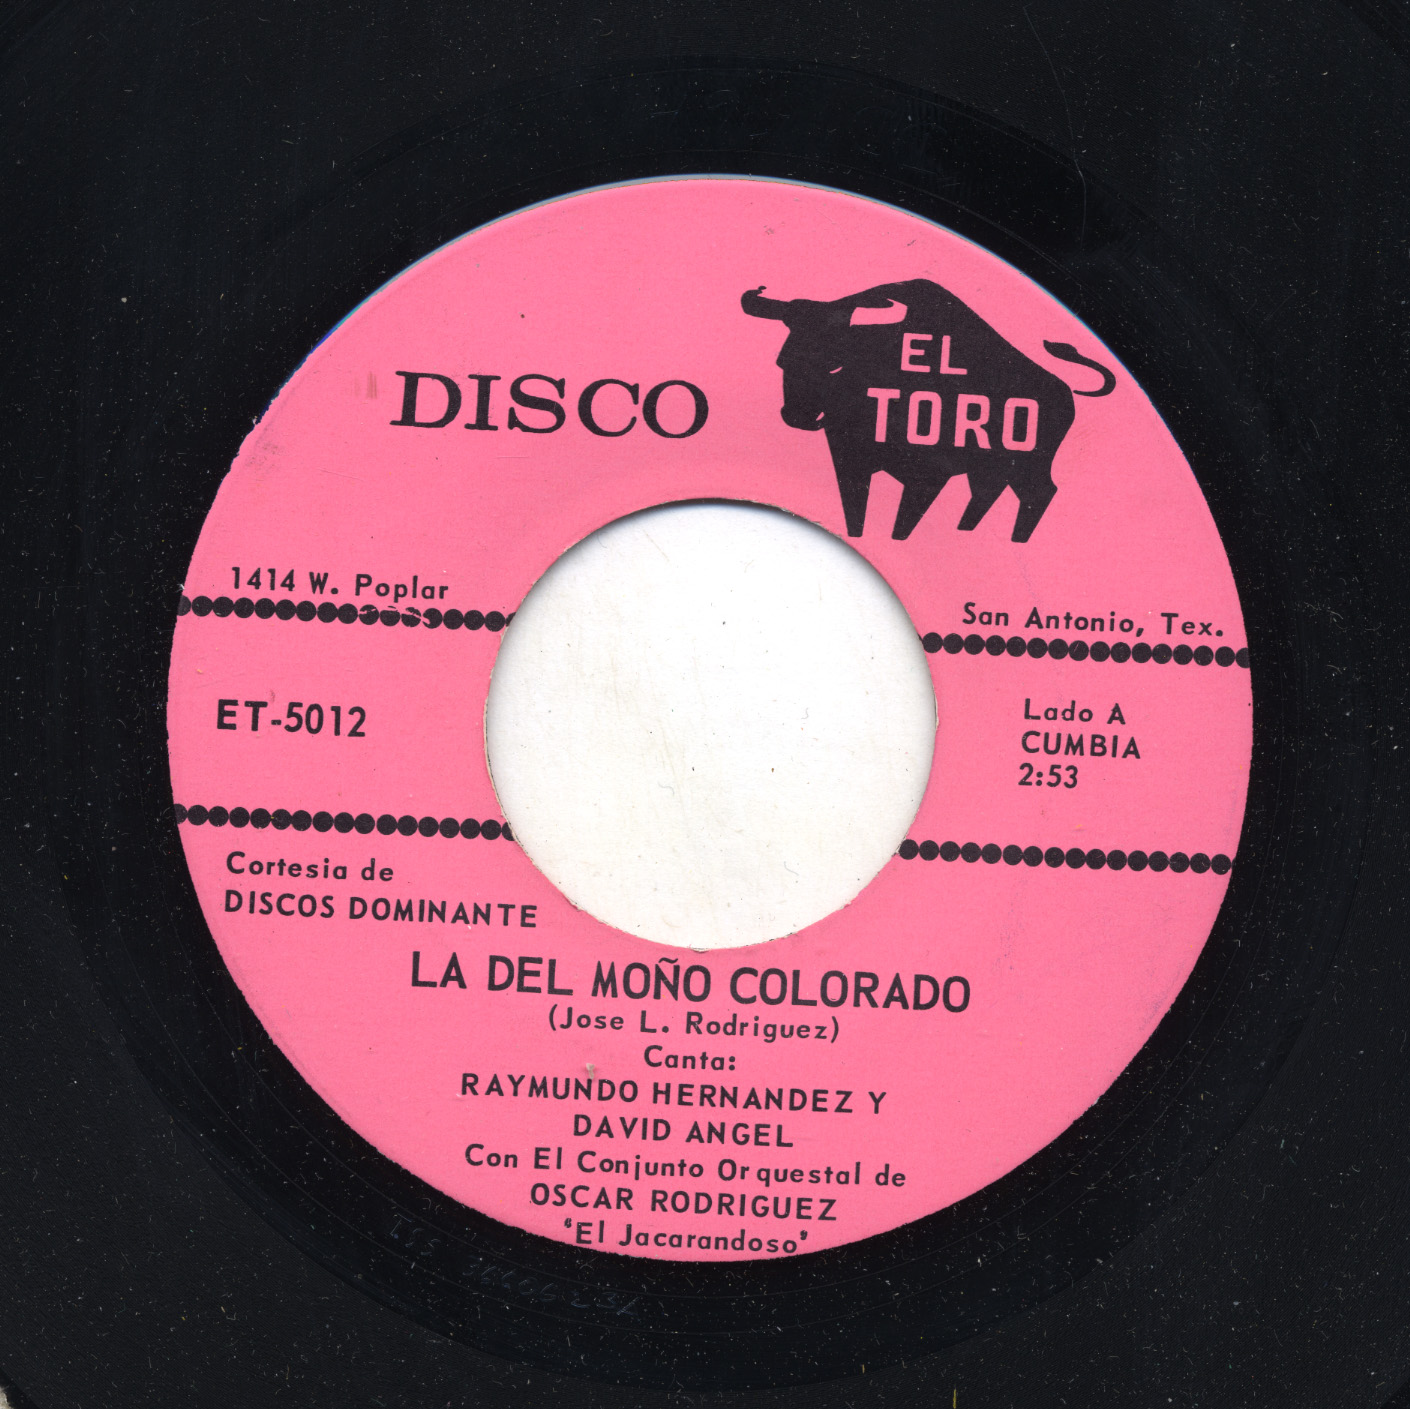 DISCO
EL
TORO
1414 W. Poplar
San Antonio, Tex.
ET-5012
Lado A
CUMBIA
2:53
Cortesia de
DISCOS DOMINANTE
LA DEL MOÑO COLORADO
(Jose L. Rodriguez)
Canta:
RAYMUNDO HERNANDEZ Y
DAVID ANGEL
Con El Conjunto Orquestal de
OSCAR RODRIGUEZ
'El Jacarandoso'